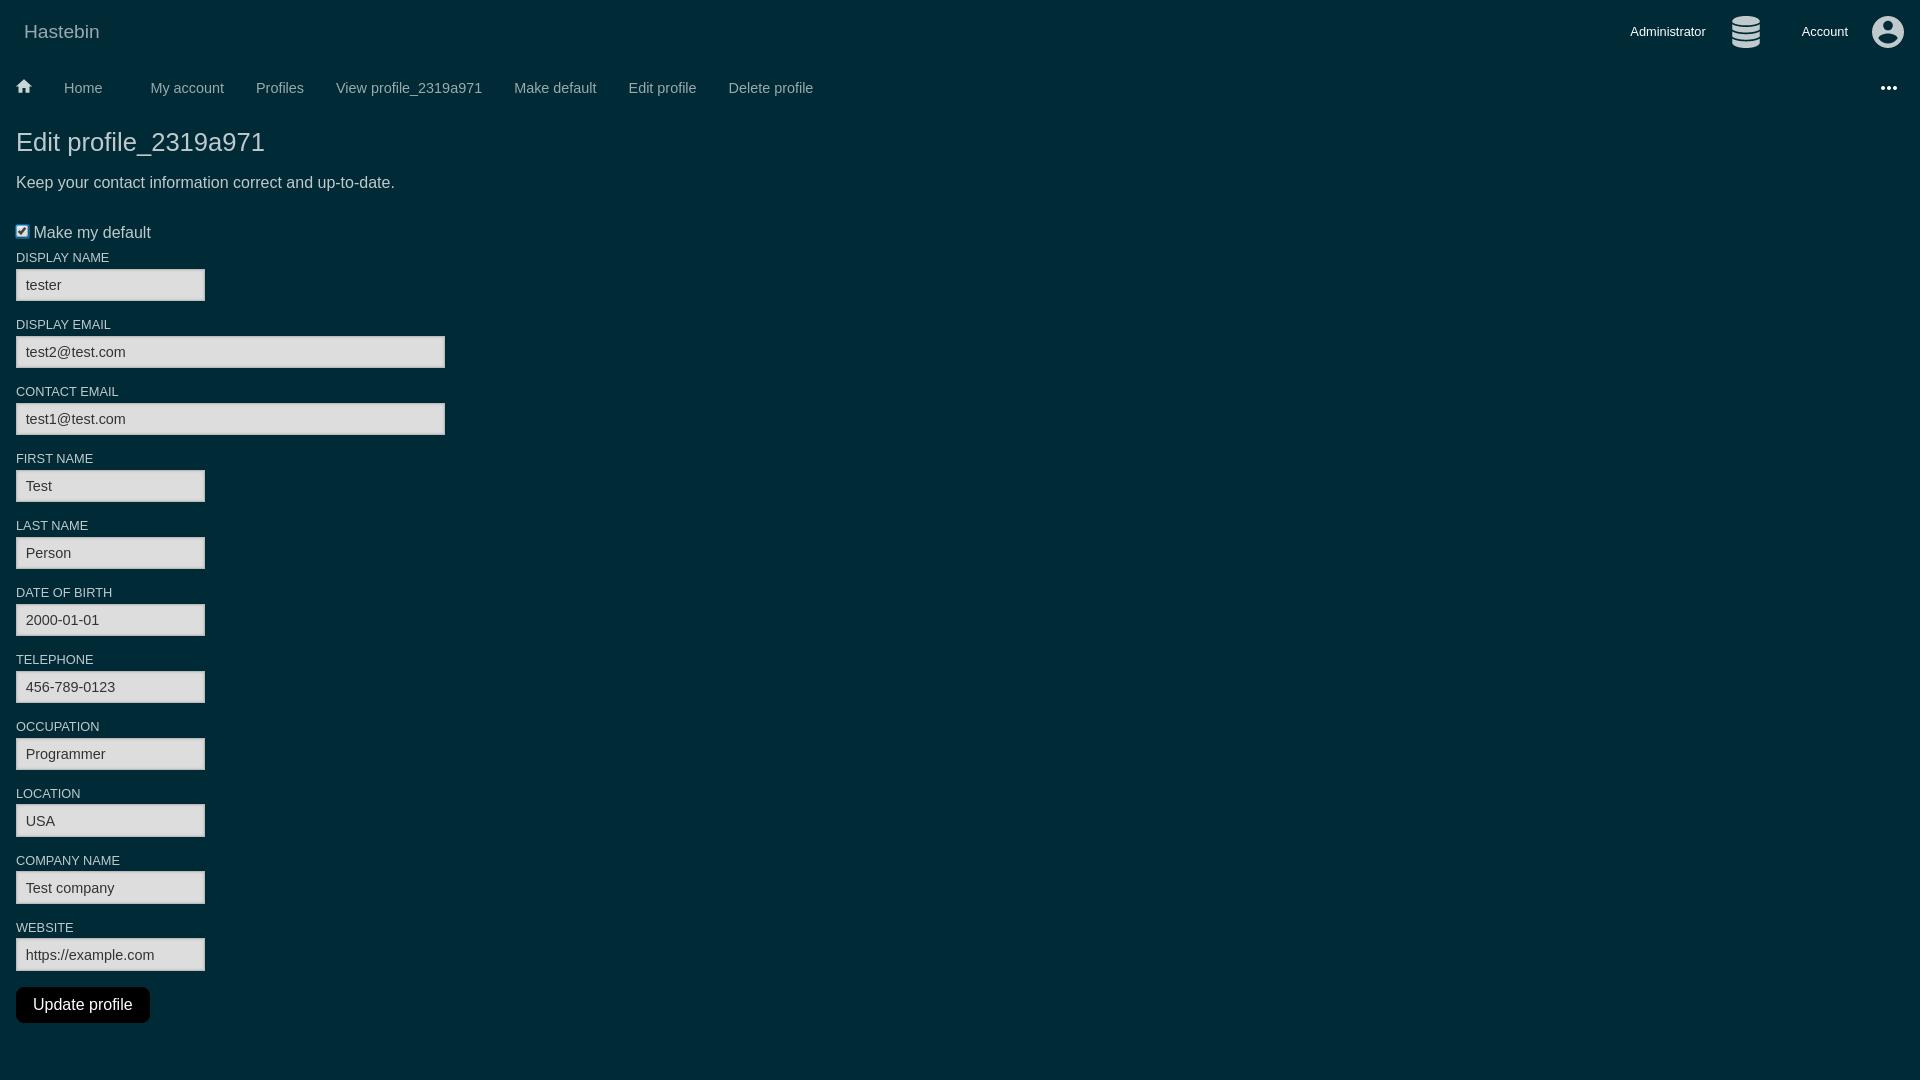 Hastebin
Administrator
Account
Home
My account
Profiles
View profile_2319a971
Make default
Edit profile
Delete profile
Edit profile_2319a971
Keep your contact information correct and up-to-date.
Make my default
DISPLAY NAME
tester
DISPLAY EMAIL
test2@test.com
CONTACT EMAIL
test1@test.com
FIRST NAME
Test
LAST NAME
Person
DATE OF BIRTH
2000-01-01
TELEPHONE
456-789-0123
OCCUPATION
Programmer
LOCATION
USA
COMPANY NAME
Test company
WEBSITE
https://example.com
Update profile